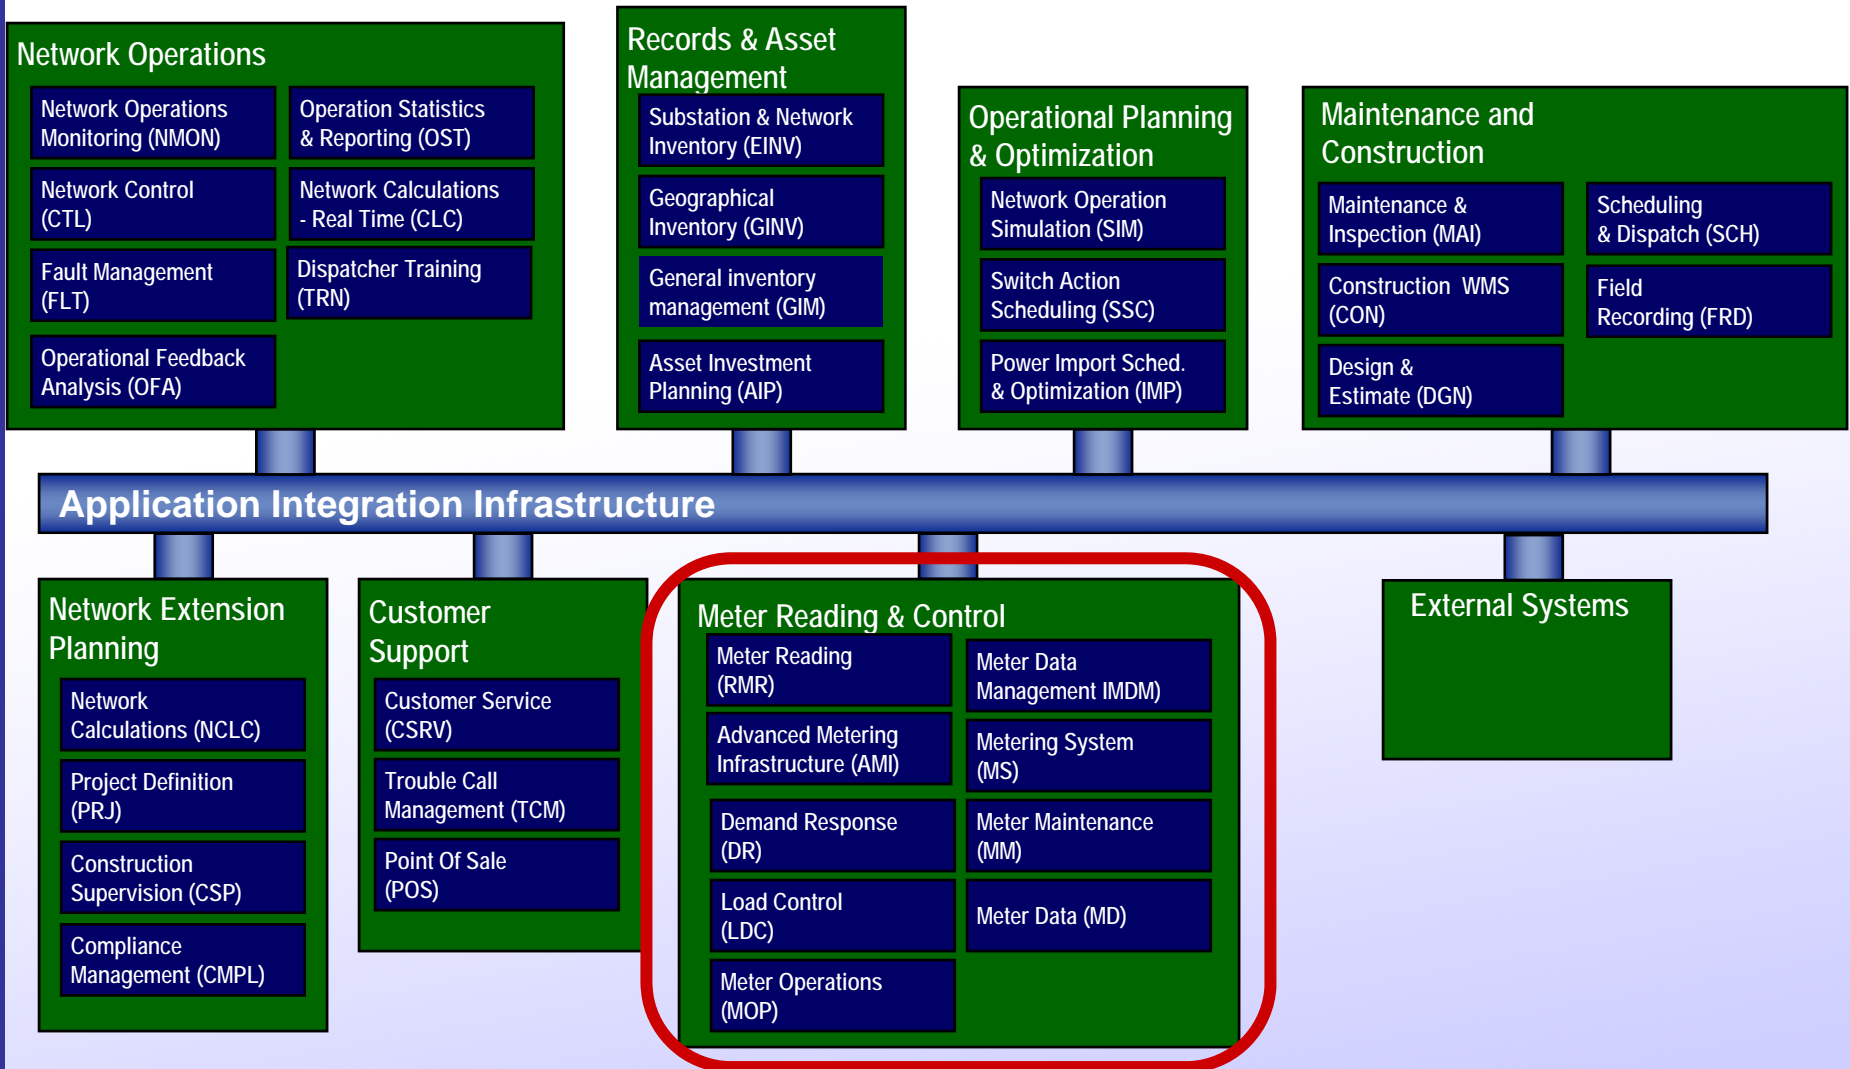 Network Operations
Network Operations
Monitoring (NMON)
Operation Statistics
& Reporting (OST)
Network Control
(CTL)
Network Calculations
- Real Time (CLC)
Fault Management
(FLT)
Dispatcher Training
(TRN)
Operational Feedback
Analysis (OFA)
Records & Asset
Management
Substation & Network
Inventory (EINV)
Geographical
Inventory (GINV)
General inventory
management (GIM)
Asset Investment
Planning (AIP)
Operational Planning
& Optimization
Network Operation
Simulation (SIM)
Switch Action
Scheduling (SSC)
Power Import Sched.
& Optimization (IMP)
Maintenance and
Construction
Maintenance &
Inspection (MAI)
Scheduling
& Dispatch (SCH)
Construction  WMS
(CON)
Field
Recording (FRD)
Design &
Estimate (DGN)
Application Integration Infrastructure
Network Extension
Planning
Network
Calculations (NCLC)
Project Definition
(PRJ)
Construction
Supervision (CSP)
Compliance
Management (CMPL)
Customer
Support
Customer Service
(CSRV)
Trouble Call
Management (TCM)
Point Of Sale
(POS)
Meter Reading & Control
Meter Reading
(RMR)
Meter Data
Management IMDM)
Advanced Metering
Infrastructure (AMI)
Metering System
(MS)
Demand Response
(DR)
Meter Maintenance
(MM)
Load Control
(LDC)
Meter Data (MD)
Meter Operations
(MOP)
External Systems